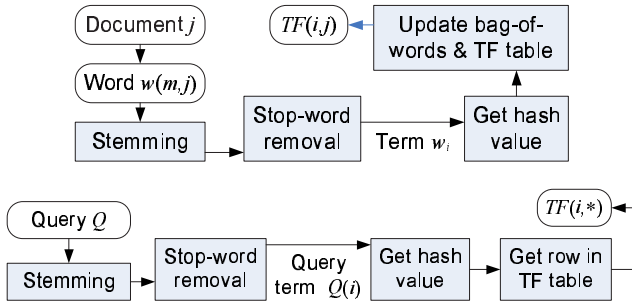 Document j
TF(i,j)
Update bag-of-
words & TF table
Word w(m,j)
Stemming
Stop-word
removal
Term wi
Get hash
value
Query Q
TF(i,*)
Stemming
Stop-word
removal
Query
term Q(i)
Get hash
value
Get row in
TF table